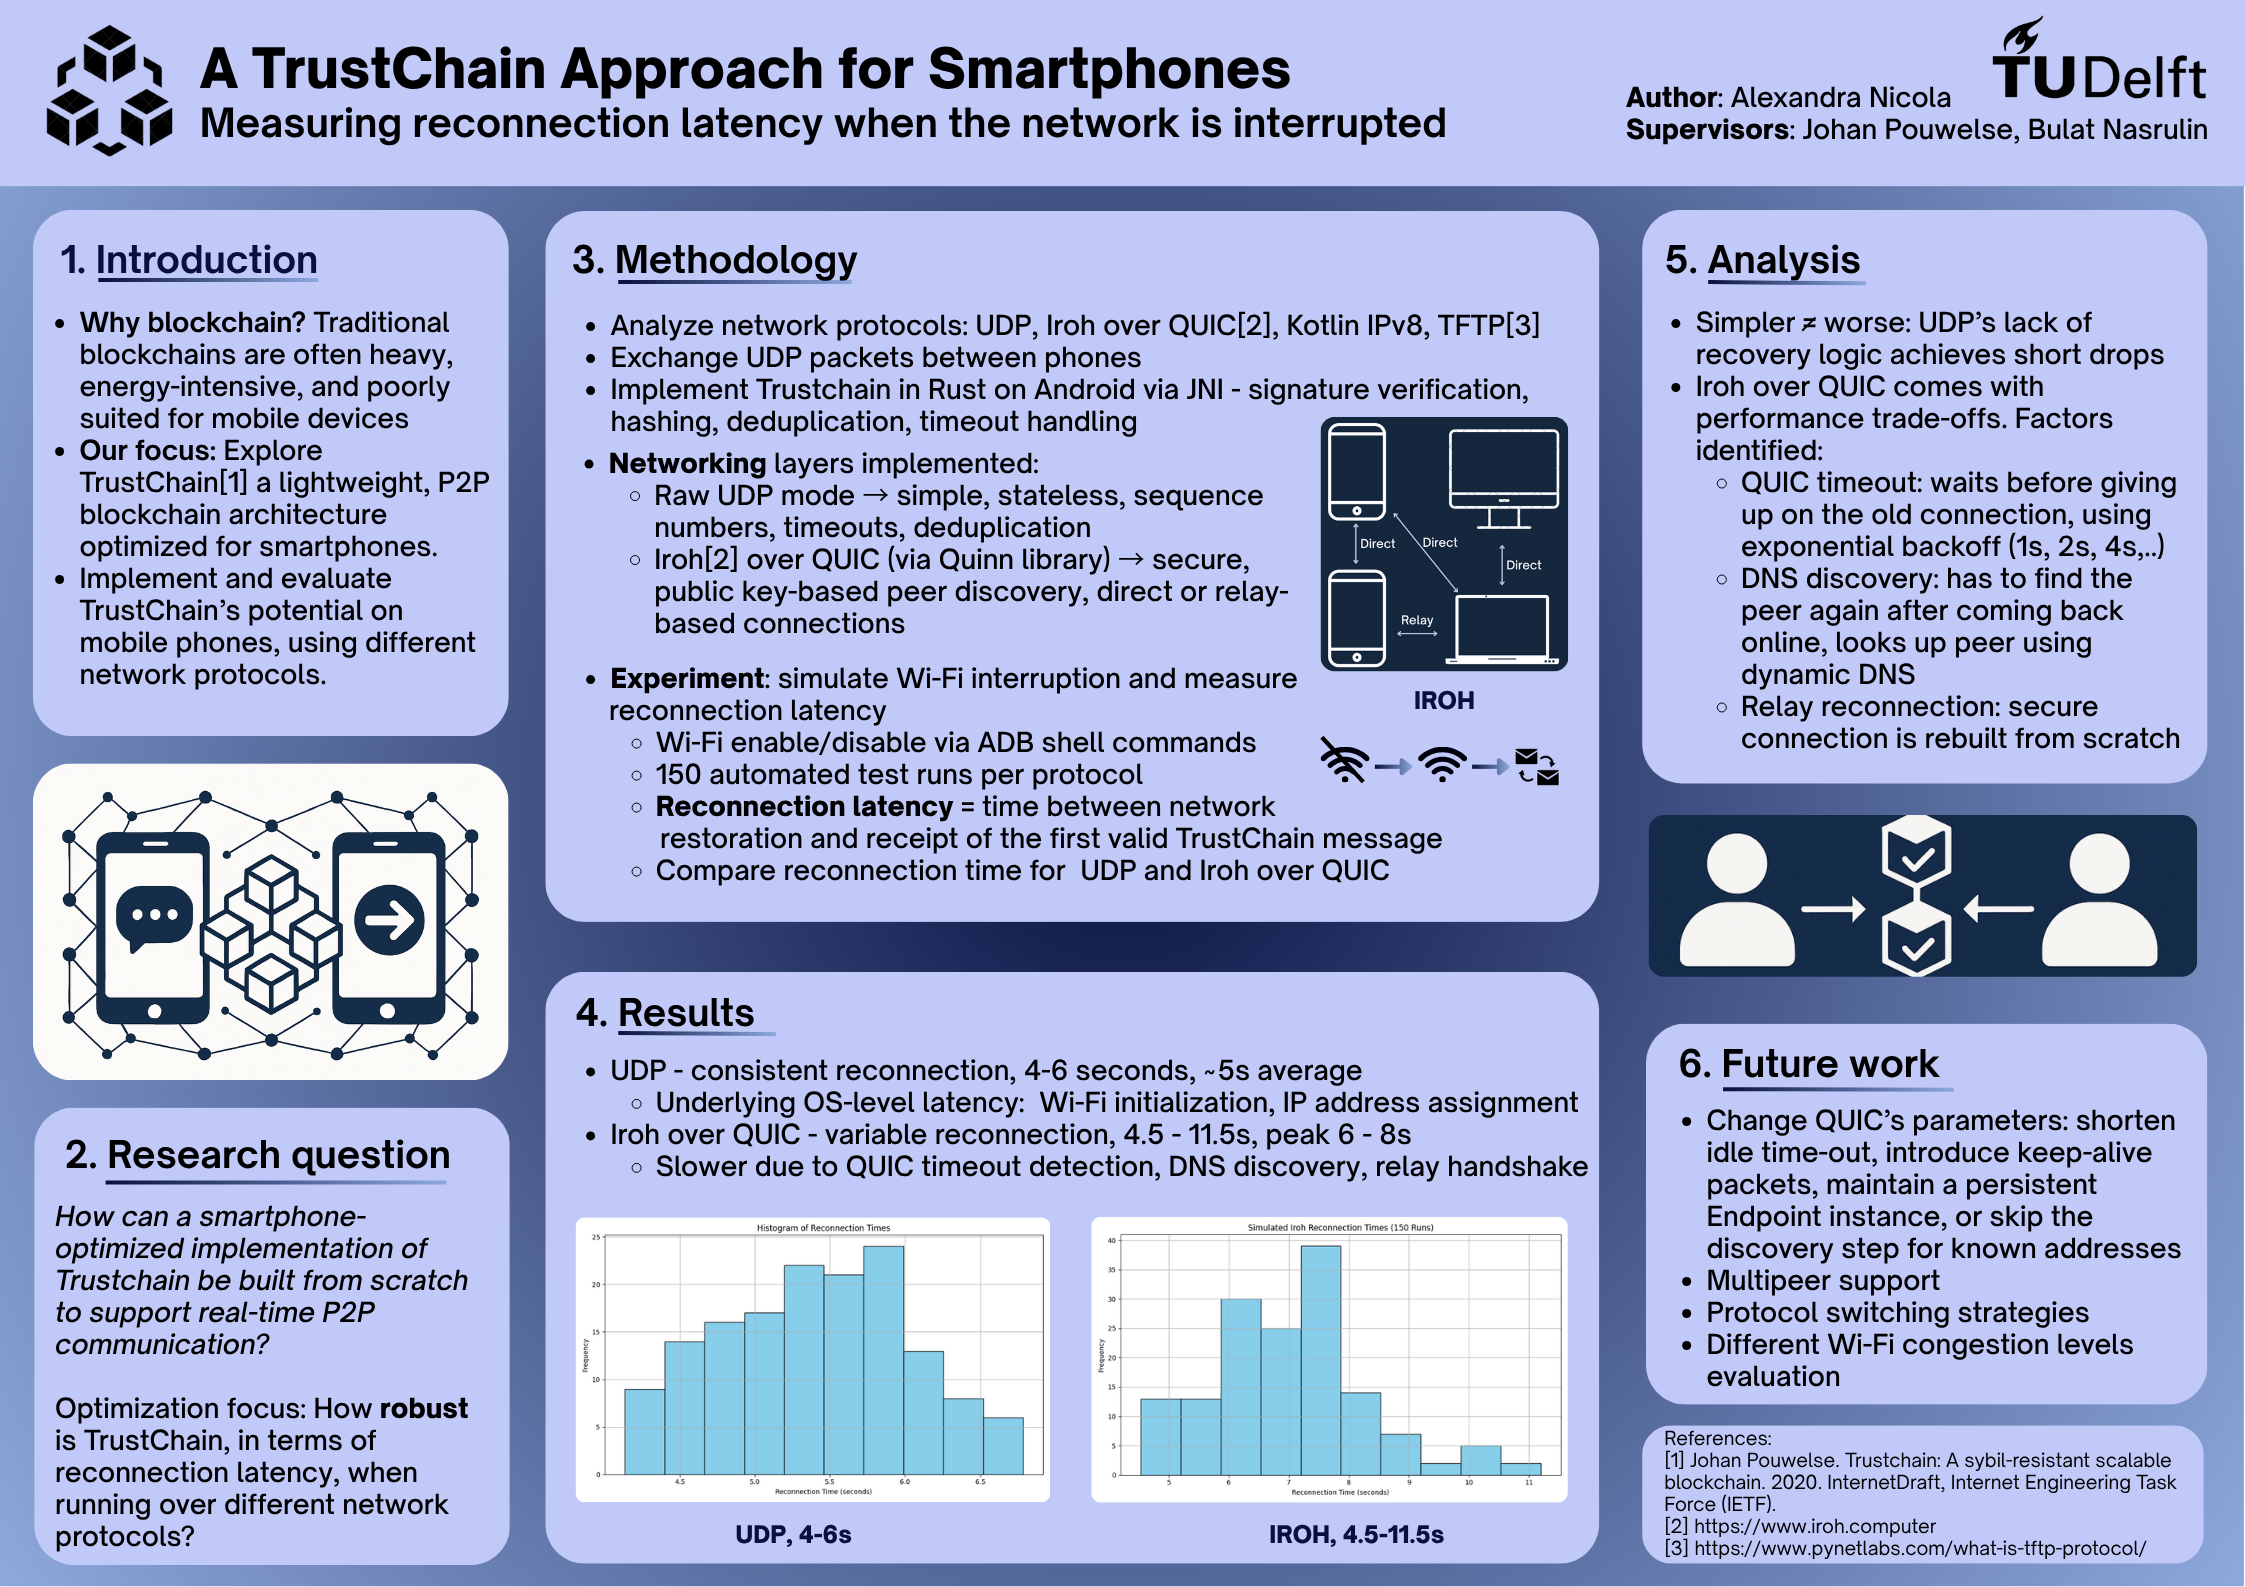 A TrustChain Approach for Smartphones
Measuring reconnection latency when the network is interrupted
Author: Alexandra Nicola
Supervisors: Johan Pouwelse, Bulat Nasrulin
TU Delft
1. Introduction
• Why blockchain? Traditional
blockchains are often heavy,
energy-intensive, and poorly
suited for mobile devices
• Our focus: Explore
TrustChain[1] a lightweight, P2P
blockchain architecture
optimized for smartphones.
• Implement and evaluate
TrustChain's potential on
mobile phones, using different
network protocols.
2. Research question
How can a smartphone-
optimized implementation of
Trustchain be built from scratch
to support real-time P2P
communication?
Optimization focus: How robust
is TrustChain, in terms of
reconnection latency, when
running over different network
protocols?
3. Methodology
• Analyze network protocols: UDP, Iroh over QUIC[2], Kotlin IPv8, TFTP[3]
• Exchange UDP packets between phones
• Implement Trustchain in Rust on Android via JNI - signature verification,
hashing, deduplication, timeout handling
• Networking layers implemented:
◦ Raw UDP mode → simple, stateless, sequence
numbers, timeouts, deduplication
◦ Iroh[2] over QUIC (via Quinn library) → secure,
public key-based peer discovery, direct or relay-
based connections
• Experiment: simulate Wi-Fi interruption and measure
reconnection latency
◦ Wi-Fi enable/disable via ADB shell commands
◦ 150 automated test runs per protocol
◦ Reconnection latency = time between network
restoration and receipt of the first valid TrustChain message
◦ Compare reconnection time for  UDP and Iroh over QUIC
Direct
Direct
Direct
Relay
IROH
4. Results
• UDP - consistent reconnection, 4-6 seconds, ~5s average
◦ Underlying OS-level latency:  Wi-Fi initialization, IP address assignment
• Iroh over QUIC - variable reconnection, 4.5 - 11.5s, peak 6 - 8s
◦ Slower due to QUIC timeout detection, DNS discovery, relay handshake
Histogram of Reconnection Times
25
20
15
10
5
0
Frequency
4.5 5.0 5.5 6.0 6.5
Reconnection Time (seconds)
UDP, 4-6s
Simulated Iroh Reconnection Times (150 Runs)
40
35
30
25
20
15
10
5
0
Frequency
5 6 7 8 9 10 11
Reconnection Time (seconds)
IROH, 4.5-11.5s
5. Analysis
• Simpler ≠ worse: UDP's lack of
recovery logic achieves short drops
• Iroh over QUIC comes with
performance trade-offs. Factors
identified:
◦ QUIC timeout: waits before giving
up on the old connection, using
exponential backoff (1s, 2s, 4s,..)
◦ DNS discovery: has to find the
peer again after coming back
online, looks up peer using
dynamic DNS
◦ Relay reconnection: secure
connection is rebuilt from scratch
6. Future work
• Change QUIC's parameters: shorten
idle time-out, introduce keep-alive
packets, maintain a persistent
Endpoint instance, or skip the
discovery step for known addresses
• Multipeer support
• Protocol switching strategies
• Different Wi-Fi congestion levels
evaluation
References:
[1] Johan Pouwelse. Trustchain: A sybil-resistant scalable
blockchain. 2020. InternetDraft, Internet Engineering Task
Force (IETF).
[2] https://www.iroh.computer
[3] https://www.pynetlabs.com/what-is-tftp-protocol/